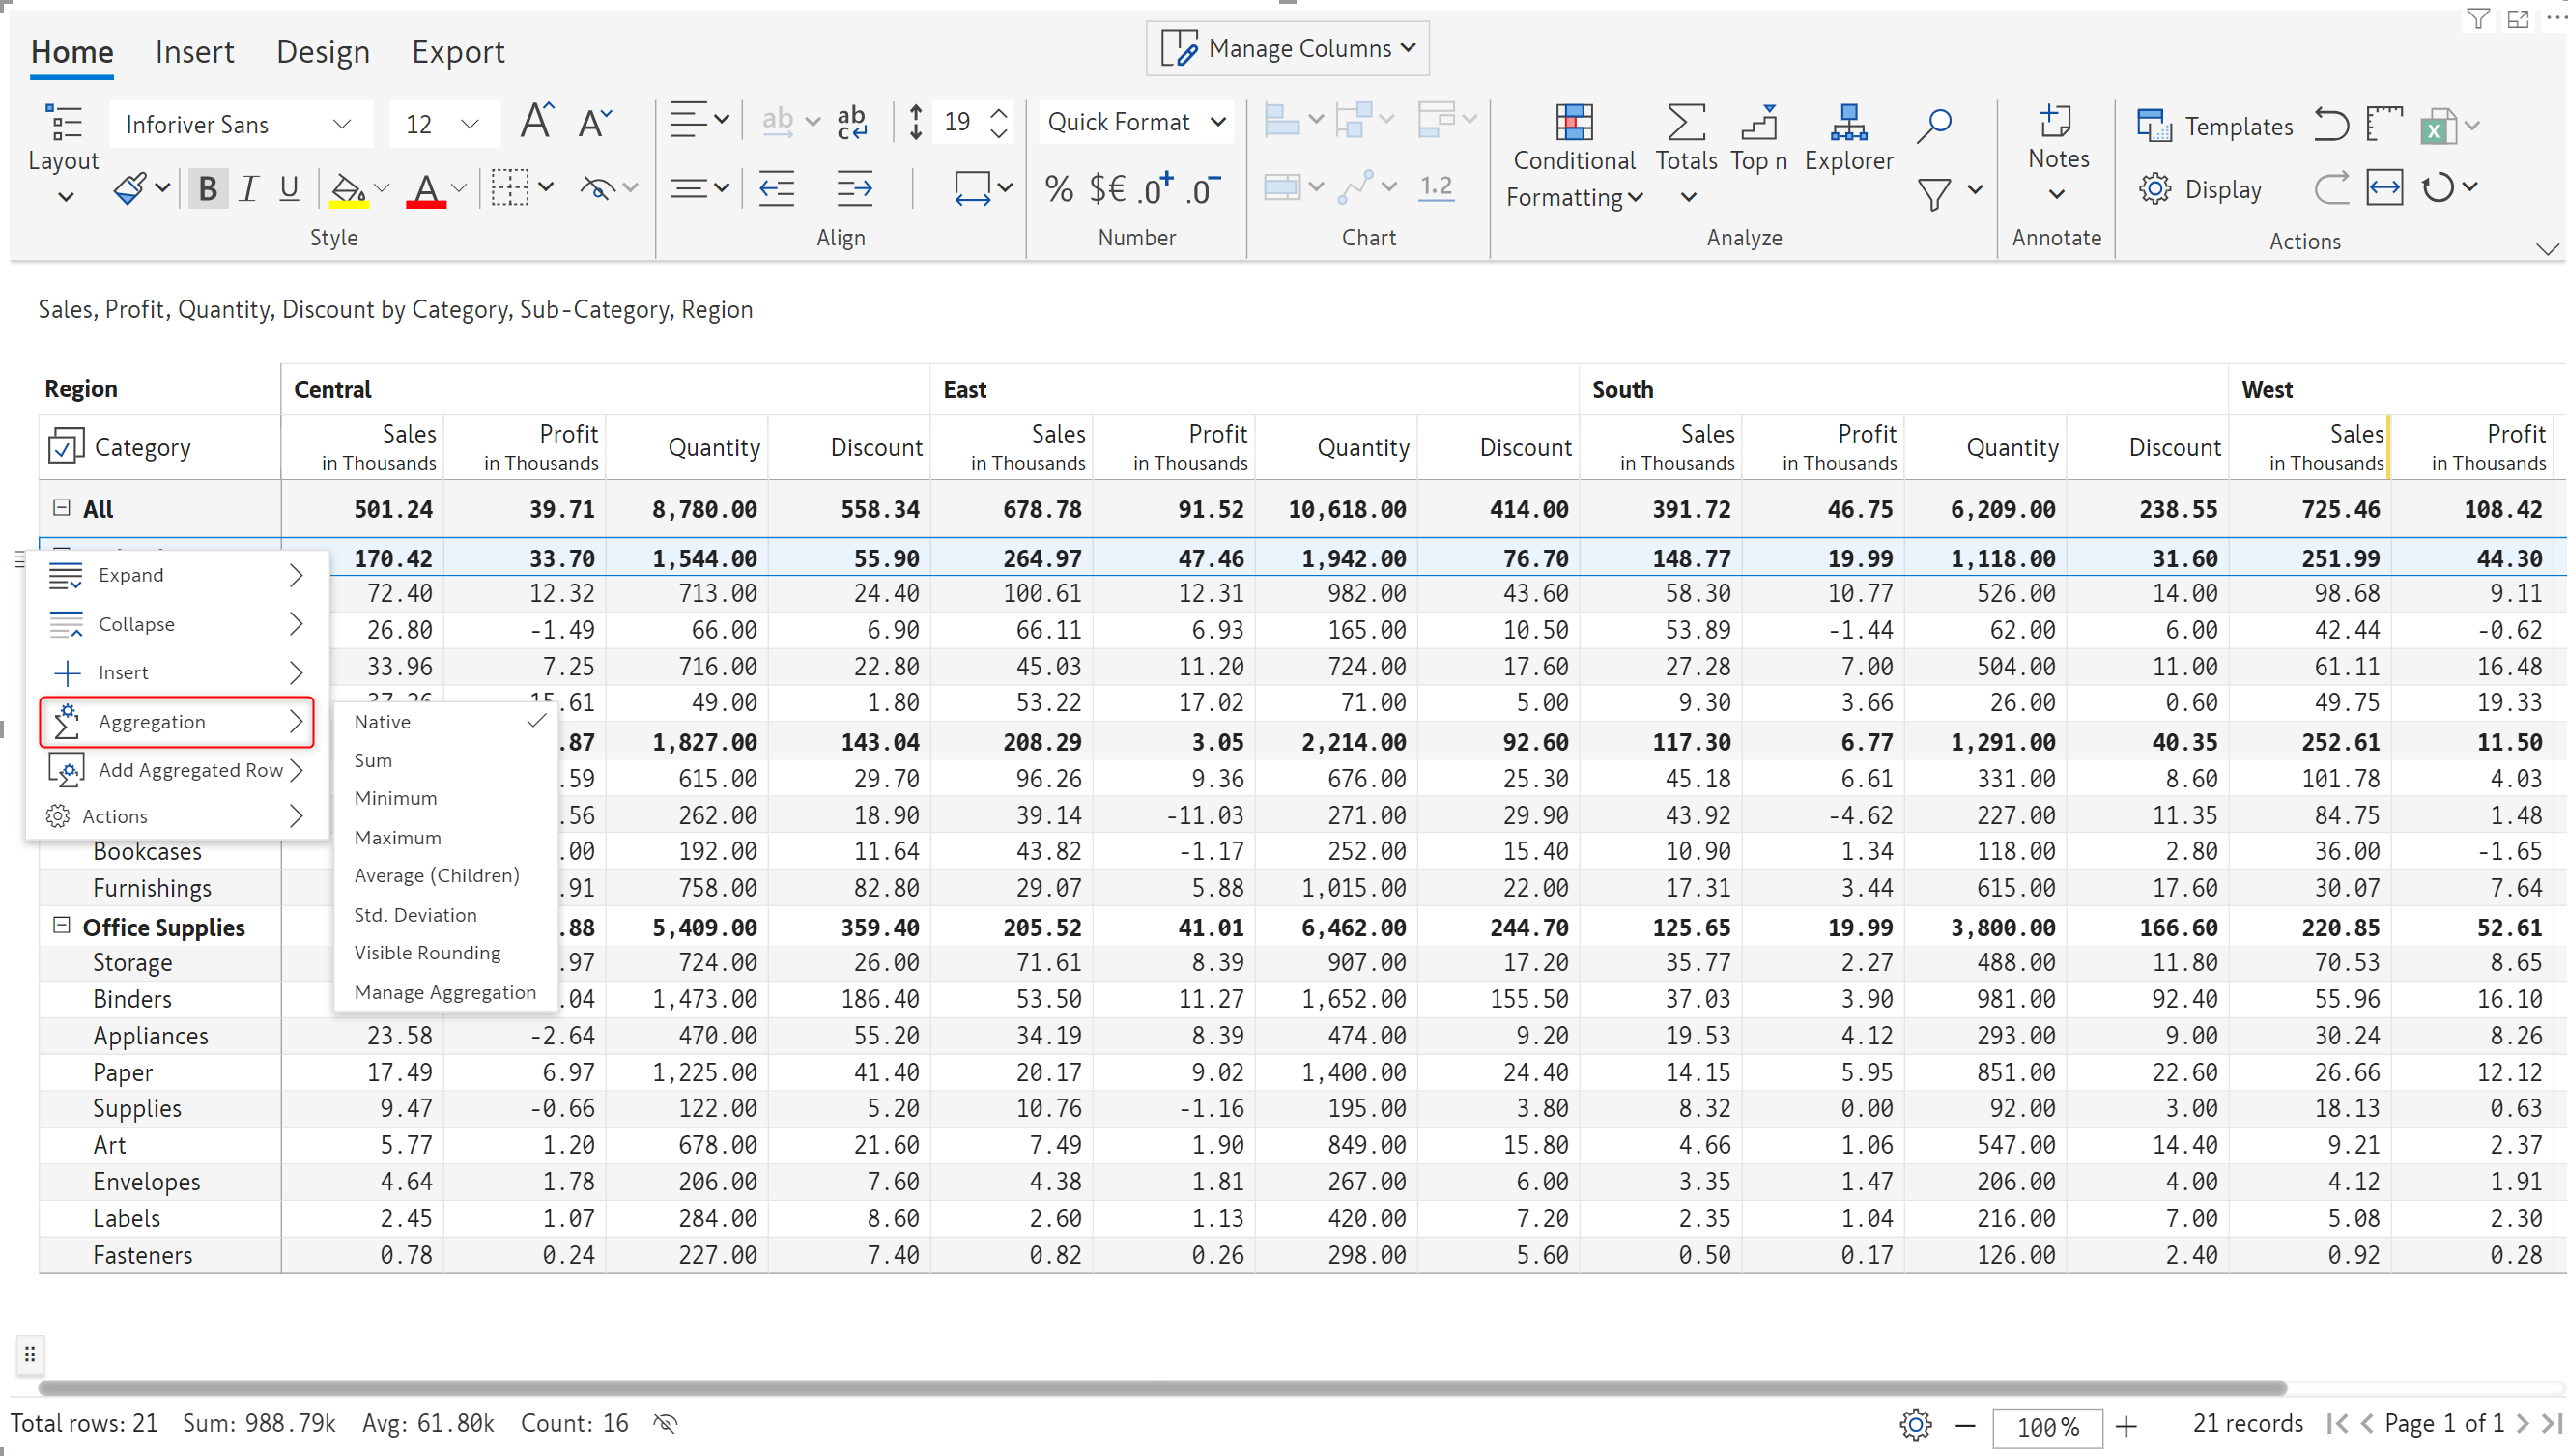 Home Insert Design Export Manage Columns
Layout Inforiver Sans 12 A A ab ab c 19 Quick Format Conditional Formatting Totals Top n Explorer Notes Templates
B I U A % $€ .0+ .0- 1.2 Display
Style Align Number Chart Analyze Annotate Actions
Sales, Profit, Quantity, Discount by Category, Sub-Category, Region
Region Central East South West
Category Sales in Thousands Profit in Thousands Quantity Discount Sales in Thousands Profit in Thousands Quantity Discount Sales in Thousands Profit in Thousands Quantity Discount Sales in Thousands Profit in Thousands
All 501.24 39.71 8,780.00 558.34 678.78 91.52 10,618.00 414.00 391.72 46.75 6,209.00 238.55 725.46 108.42
170.42 33.70 1,544.00 55.90 264.97 47.46 1,942.00 76.70 148.77 19.99 1,118.00 31.60 251.99 44.30
Expand
72.40 12.32 713.00 24.40 100.61 12.31 982.00 43.60 58.30 10.77 526.00 14.00 98.68 9.11
Collapse
26.80 -1.49 66.00 6.90 66.11 6.93 165.00 10.50 53.89 -1.44 62.00 6.00 42.44 -0.62
Insert
33.96 7.25 716.00 22.80 45.03 11.20 724.00 17.60 27.28 7.00 504.00 11.00 61.11 16.48
49.00 1.80 53.22 17.02 71.00 5.00 9.30 3.66 26.00 0.60 49.75 19.33
Aggregation
Native
.87 1,827.00 143.04 208.29 3.05 2,214.00 92.60 117.30 6.77 1,291.00 40.35 252.61 11.50
Sum
Add Aggregated Row
.59 615.00 29.70 96.26 9.36 676.00 25.30 45.18 6.61 331.00 8.60 101.78 4.03
Minimum
Actions
.56 262.00 18.90 39.14 -11.03 271.00 29.90 43.92 -4.62 227.00 11.35 84.75 1.48
Maximum
Bookcases .00 192.00 11.64 43.82 -1.17 252.00 15.40 10.90 1.34 118.00 2.80 36.00 -1.65
Average (Children)
Furnishings .91 758.00 82.80 29.07 5.88 1,015.00 22.00 17.31 3.44 615.00 17.60 30.07 7.64
Std. Deviation
Office Supplies .88 5,409.00 359.40 205.52 41.01 6,462.00 244.70 125.65 19.99 3,800.00 166.60 220.85 52.61
Visible Rounding
Storage .97 724.00 26.00 71.61 8.39 907.00 17.20 35.77 2.27 488.00 11.80 70.53 8.65
Manage Aggregation
Binders .04 1,473.00 186.40 53.50 11.27 1,652.00 155.50 37.03 3.90 981.00 92.40 55.96 16.10
Appliances 23.58 -2.64 470.00 55.20 34.19 8.39 474.00 9.20 19.53 4.12 293.00 9.00 30.24 8.26
Paper 17.49 6.97 1,225.00 41.40 20.17 9.02 1,400.00 24.40 14.15 5.95 851.00 22.60 26.66 12.12
Supplies 9.47 -0.66 122.00 5.20 10.76 -1.16 195.00 3.80 8.32 0.00 92.00 3.00 18.13 0.63
Art 5.77 1.20 678.00 21.60 7.49 1.90 849.00 15.80 4.66 1.06 547.00 14.40 9.21 2.37
Envelopes 4.64 1.78 206.00 7.60 4.38 1.81 267.00 6.00 3.35 1.47 206.00 4.00 4.12 1.91
Labels 2.45 1.07 284.00 8.60 2.60 1.13 420.00 7.20 2.35 1.04 216.00 7.00 5.08 2.30
Fasteners 0.78 0.24 227.00 7.40 0.82 0.26 298.00 5.60 0.50 0.17 126.00 2.40 0.92 0.28
Total rows: 21 Sum: 988.79k Avg: 61.80k Count: 16 100% 21 records Page 1 of 1